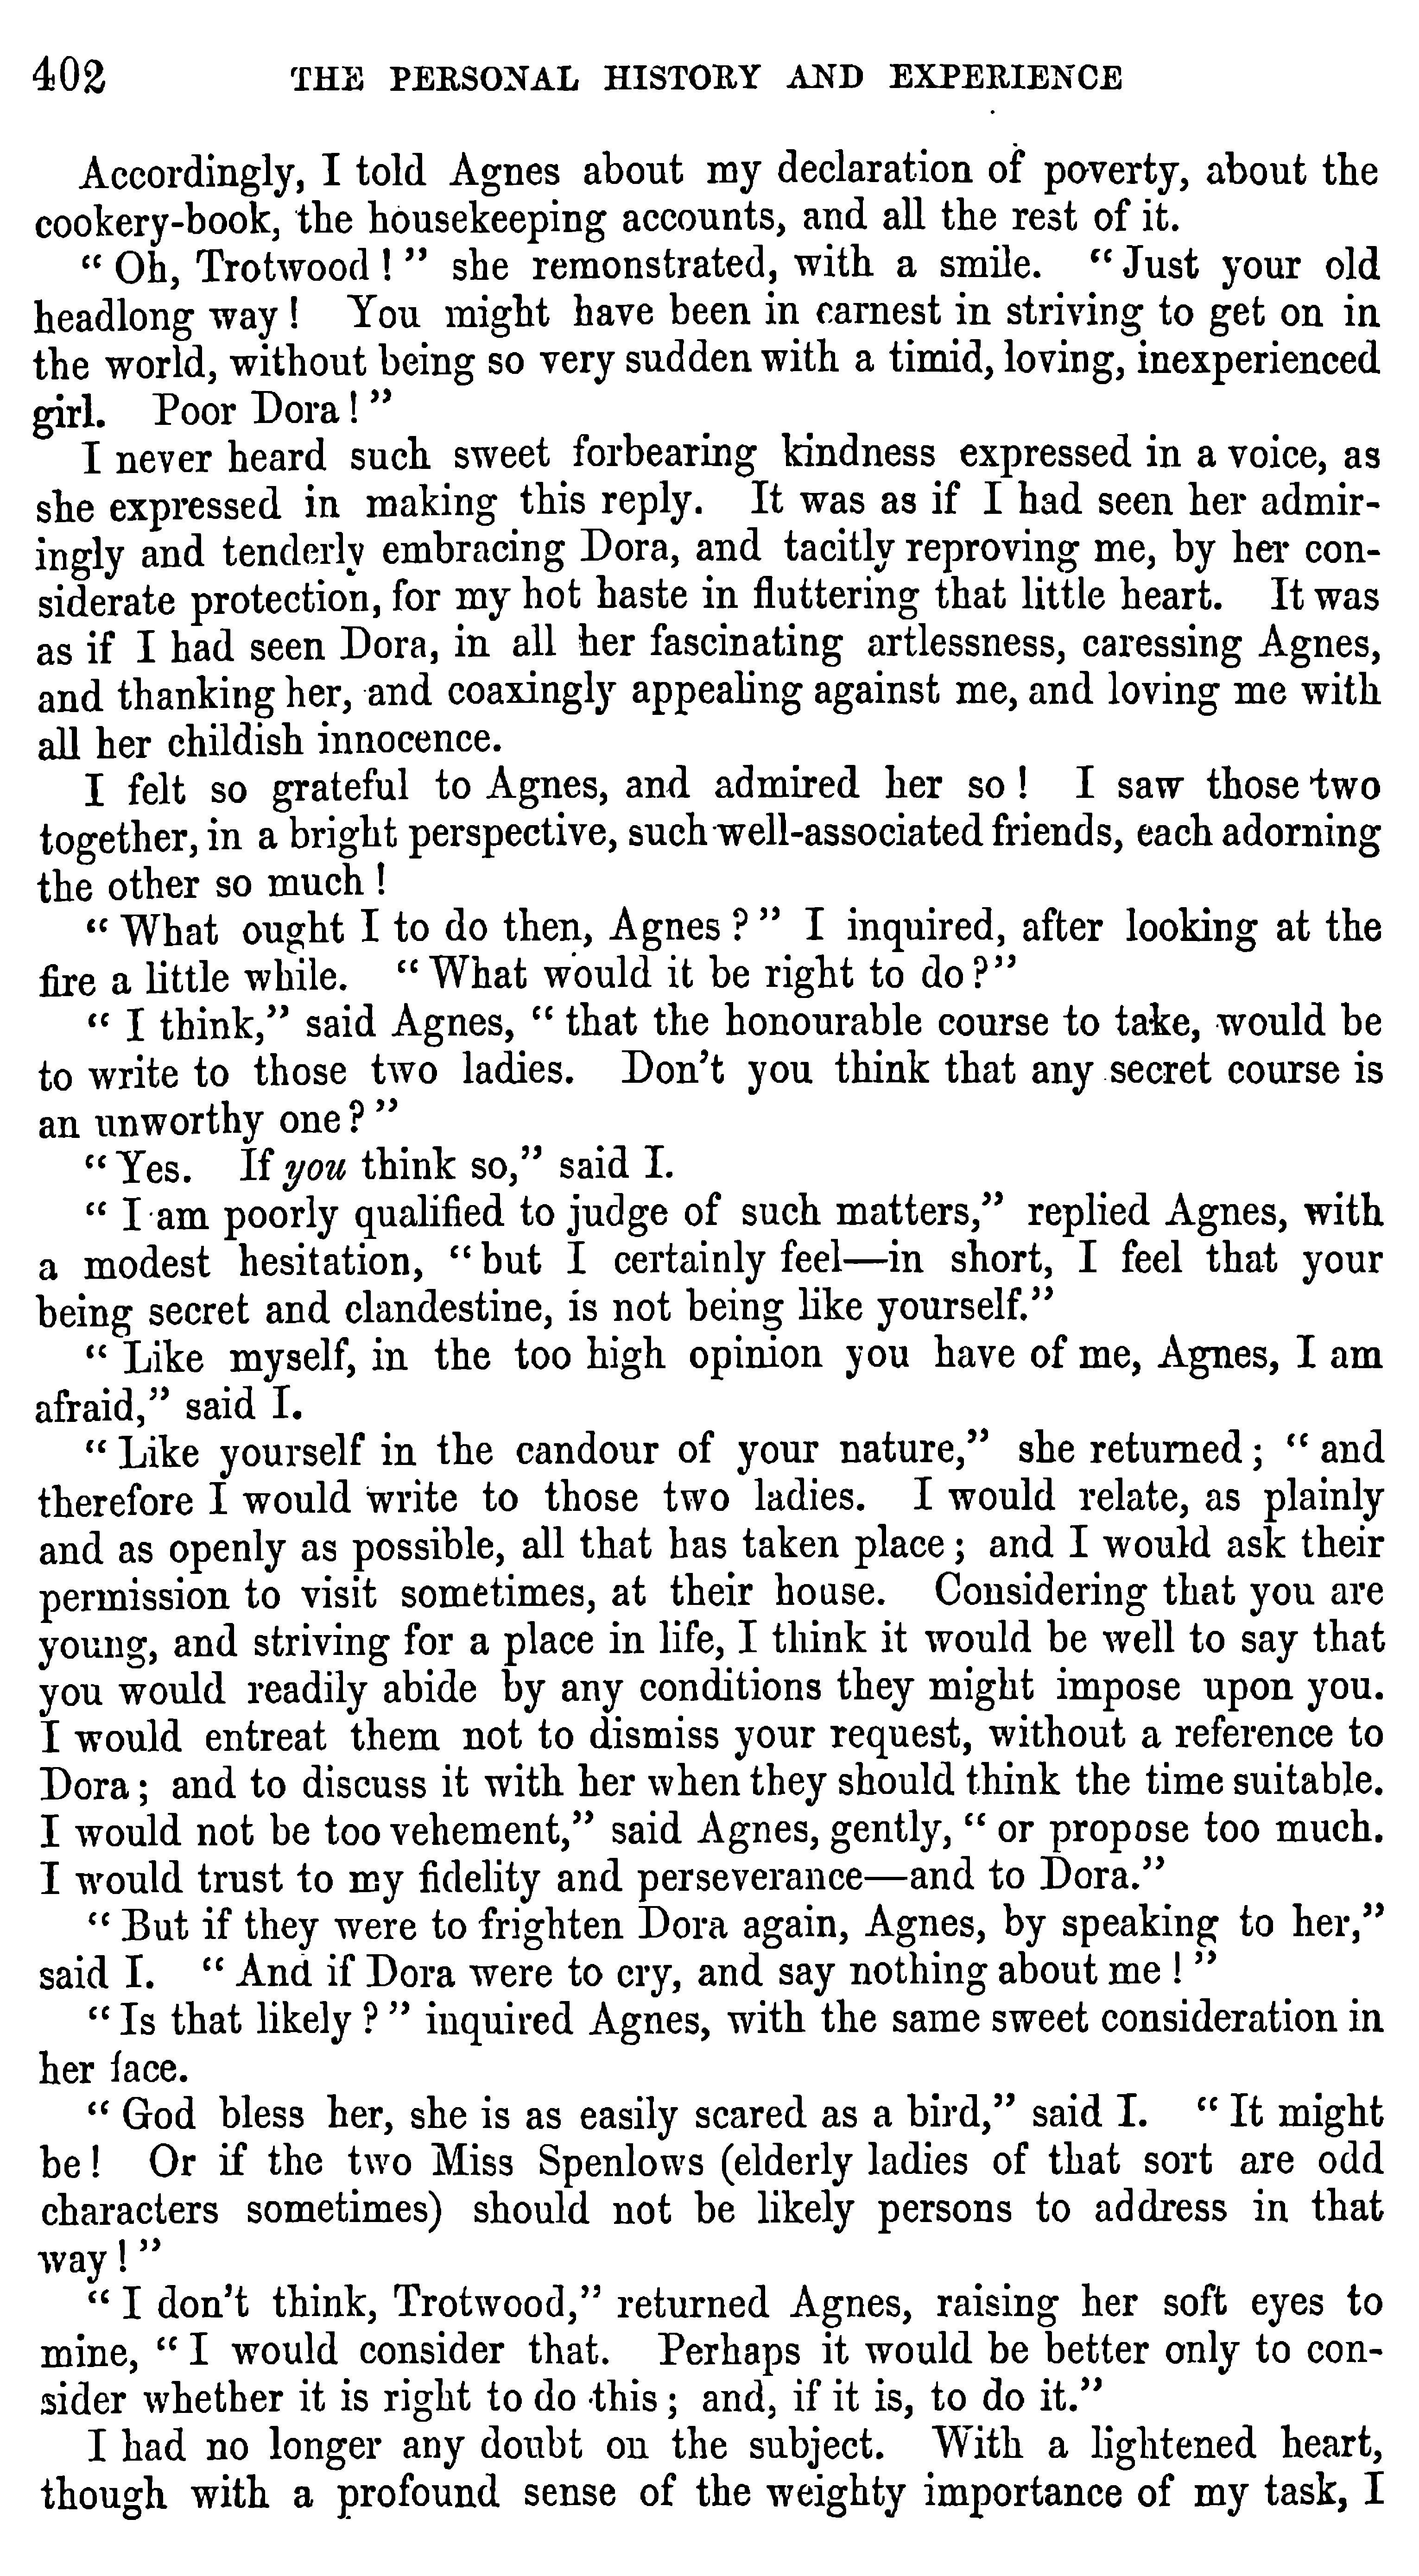 402 THE PERSONAL HISTORY AND EXPERIENCE
Accordingly, I told Agnes about my declaration of poverty, about the
cookery-book, the housekeeping accounts, and all the rest of it.
“Oh, Trotwood!” she remonstrated, with a smile. “Just your old
headlong way! You might have been in earnest in striving to get on in
the world, without being so very sudden with a timid, loving, inexperienced
girl. Poor Dora!”
I never heard such sweet forbearing kindness expressed in a voice, as
she expressed in making this reply. It was as if I had seen her admir-
ingly and tenderly embracing Dora, and tacitly reproving me, by her con-
siderate protection, for my hot haste in fluttering that little heart. It was
as if I had seen Dora, in all her fascinating artlessness, caressing Agnes,
and thanking her, and coaxingly appealing against me, and loving me with
all her childish innocence.
I felt so grateful to Agnes, and admired her so! I saw those two
together, in a bright perspective, such well-associated friends, each adorning
the other so much!
“What ought I to do then, Agnes?” I inquired, after looking at the
fire a little while. “What would it be right to do?”
“I think,” said Agnes, “that the honourable course to take, would be
to write to those two ladies. Don’t you think that any secret course is
an unworthy one?”
“Yes. If you think so,” said I.
“I am poorly qualified to judge of such matters,” replied Agnes, with
a modest hesitation, “but I certainly feel—in short, I feel that your
being secret and clandestine, is not being like yourself.”
“Like myself, in the too high opinion you have of me, Agnes, I am
afraid,” said I.
“Like yourself in the candour of your nature,” she returned; “and
therefore I would write to those two ladies. I would relate, as plainly
and as openly as possible, all that has taken place; and I would ask their
permission to visit sometimes, at their house. Considering that you are
young, and striving for a place in life, I think it would be well to say that
you would readily abide by any conditions they might impose upon you.
I would entreat them not to dismiss your request, without a reference to
Dora; and to discuss it with her when they should think the time suitable.
I would not be too vehement,” said Agnes, gently, “or propose too much.
I would trust to my fidelity and perseverance—and to Dora.”
“But if they were to frighten Dora again, Agnes, by speaking to her,”
said I. “And if Dora were to cry, and say nothing about me!”
“Is that likely?” inquired Agnes, with the same sweet consideration in
her face.
“God bless her, she is as easily scared as a bird,” said I. “It might
be! Or if the two Miss Spenlows (elderly ladies of that sort are odd
characters sometimes) should not be likely persons to address in that
way!”
“I don’t think, Trotwood,” returned Agnes, raising her soft eyes to
mine, “I would consider that. Perhaps it would be better only to con-
sider whether it is right to do this; and, if it is, to do it.”
I had no longer any doubt on the subject. With a lightened heart,
though with a profound sense of the weighty importance of my task, I